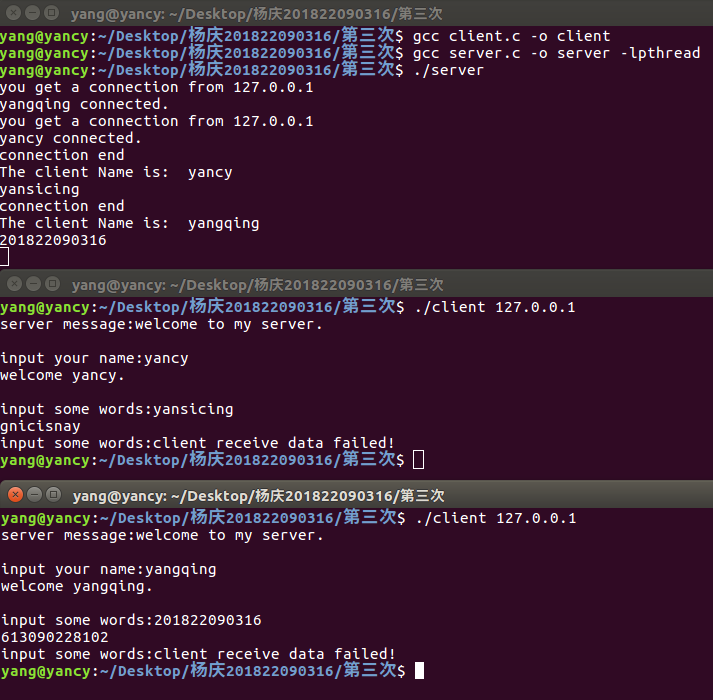 yang@yancy: ~/Desktop/杨庆201822090316/第三次
yang@yancy:~/Desktop/杨庆201822090316/第三次$ gcc client.c -o client
yang@yancy:~/Desktop/杨庆201822090316/第三次$ gcc server.c -o server -lpthread
yang@yancy:~/Desktop/杨庆201822090316/第三次$ ./server
you get a connection from 127.0.0.1
yangqing connected.
you get a connection from 127.0.0.1
yancy connected.
connection end
The client Name is:  yancy
yansicing
connection end
The client Name is:  yangqing
201822090316
yang@yancy: ~/Desktop/杨庆201822090316/第三次
yang@yancy:~/Desktop/杨庆201822090316/第三次$ ./client 127.0.0.1
server message:welcome to my server.
input your name:yancy
welcome yancy.
input some words:yansicing
gnicisnay
input some words:client receive data failed!
yang@yancy:~/Desktop/杨庆201822090316/第三次$
yang@yancy: ~/Desktop/杨庆201822090316/第三次
yang@yancy:~/Desktop/杨庆201822090316/第三次$ ./client 127.0.0.1
server message:welcome to my server.
input your name:yangqing
welcome yangqing.
input some words:201822090316
613090228102
input some words:client receive data failed!
yang@yancy:~/Desktop/杨庆201822090316/第三次$